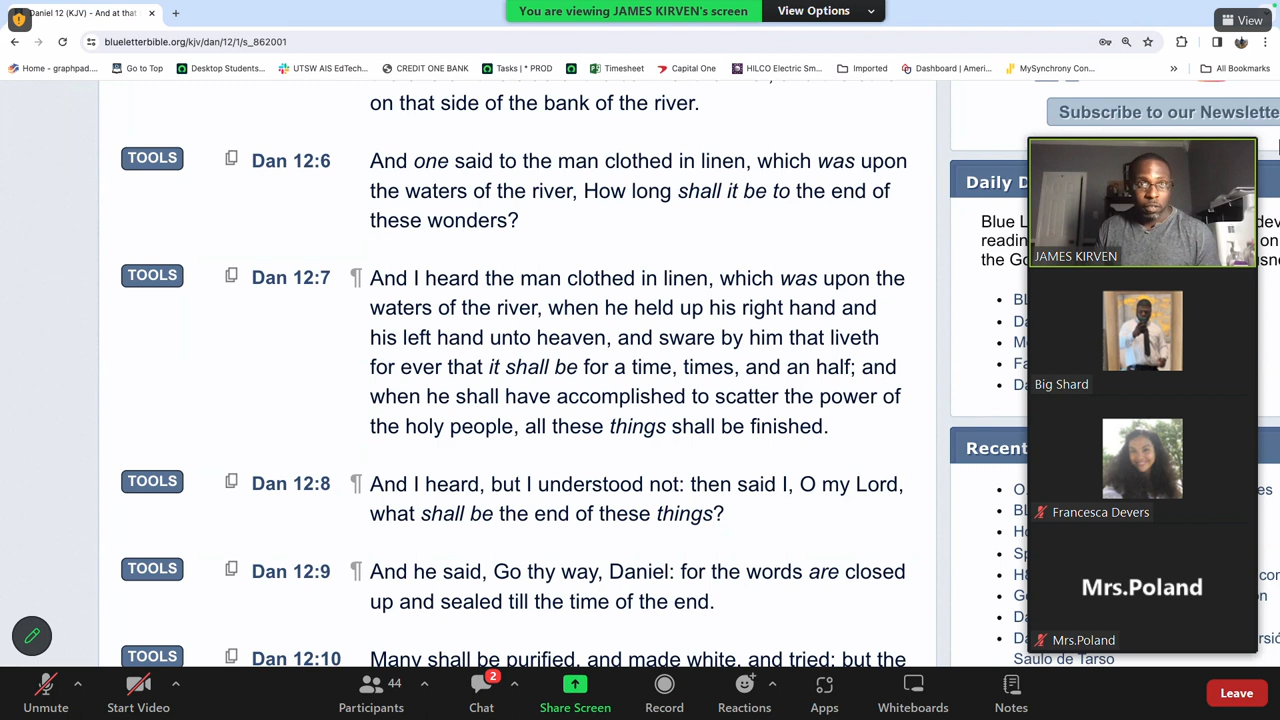 Daniel 12 (KJV) - And at that
You are viewing JAMES KIRVEN's screen
View Options
View
blueletterbible.org/kjv/dan/12/1/s_862001
Home - graphpad....
Go to Top
Desktop Students...
UTSW AIS EdTech...
CREDIT ONE BANK
Tasks | * PROD
Timesheet
Capital One
HILCO Electric Sm...
Imported
Dashboard | Ameri...
MySynchrony Con...
»
All Bookmarks
on that side of the bank of the river.
TOOLS
Dan 12:6
And one said to the man clothed in linen, which was upon
the waters of the river, How long shall it be to the end of
these wonders?
TOOLS
Dan 12:7
¶ And I heard the man clothed in linen, which was upon the
waters of the river, when he held up his right hand and
his left hand unto heaven, and sware by him that liveth
for ever that it shall be for a time, times, and an half; and
when he shall have accomplished to scatter the power of
the holy people, all these things shall be finished.
TOOLS
Dan 12:8
¶ And I heard, but I understood not: then said I, O my Lord,
what shall be the end of these things?
TOOLS
Dan 12:9
¶ And he said, Go thy way, Daniel: for the words are closed
up and sealed till the time of the end.
TOOLS
Dan 12:10
Many shall be purified, and made white, and tried; but the
Subscribe to our Newslette
Daily D
Blue L
readin
the Go
Recent
Saulo de Tarso
JAMES KIRVEN
Big Shard
Francesca Devers
Mrs.Poland
Mrs.Poland
Unmute
Start Video
44
Participants
2
Chat
Share Screen
Record
Reactions
Apps
Whiteboards
Notes
Leave